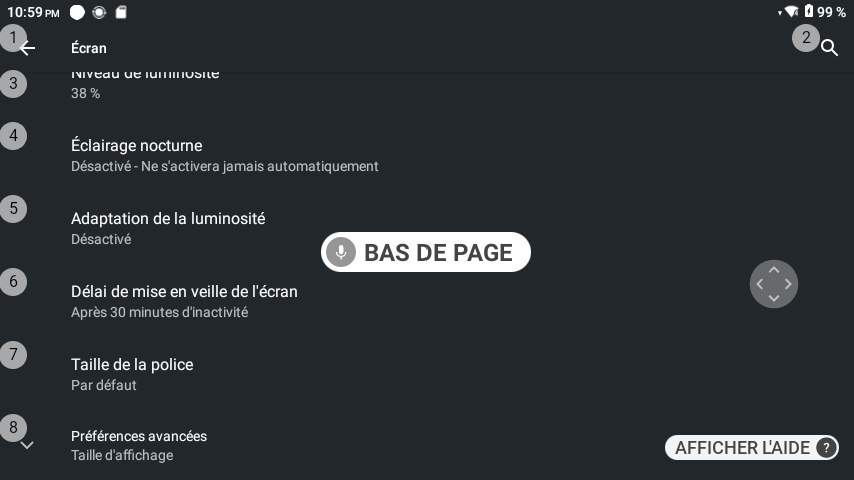 10:59 PM 99 %
1 Écran 2
3 Niveau de luminosité
38 %
4 Éclairage nocturne
Désactivé - Ne s'activera jamais automatiquement
5 Adaptation de la luminosité
Désactivé
BAS DE PAGE
6 Délai de mise en veille de l'écran
Après 30 minutes d'inactivité
7 Taille de la police
Par défaut
8 Préférences avancées
Taille d'affichage
AFFICHER L'AIDE ?